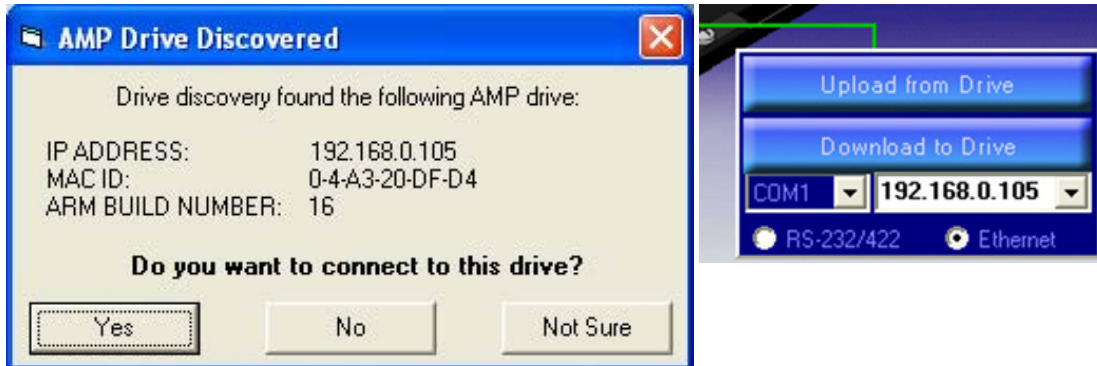 AMP Drive Discovered
Drive discovery found the following AMP drive:
IP ADDRESS: 192.168.0.105
MAC ID: 0-4-A3-20-DF-D4
ARM BUILD NUMBER: 16
Do you want to connect to this drive?
Yes No Not Sure
Upload from Drive
Download to Drive
COM1 192.168.0.105
RS-232/422 Ethernet